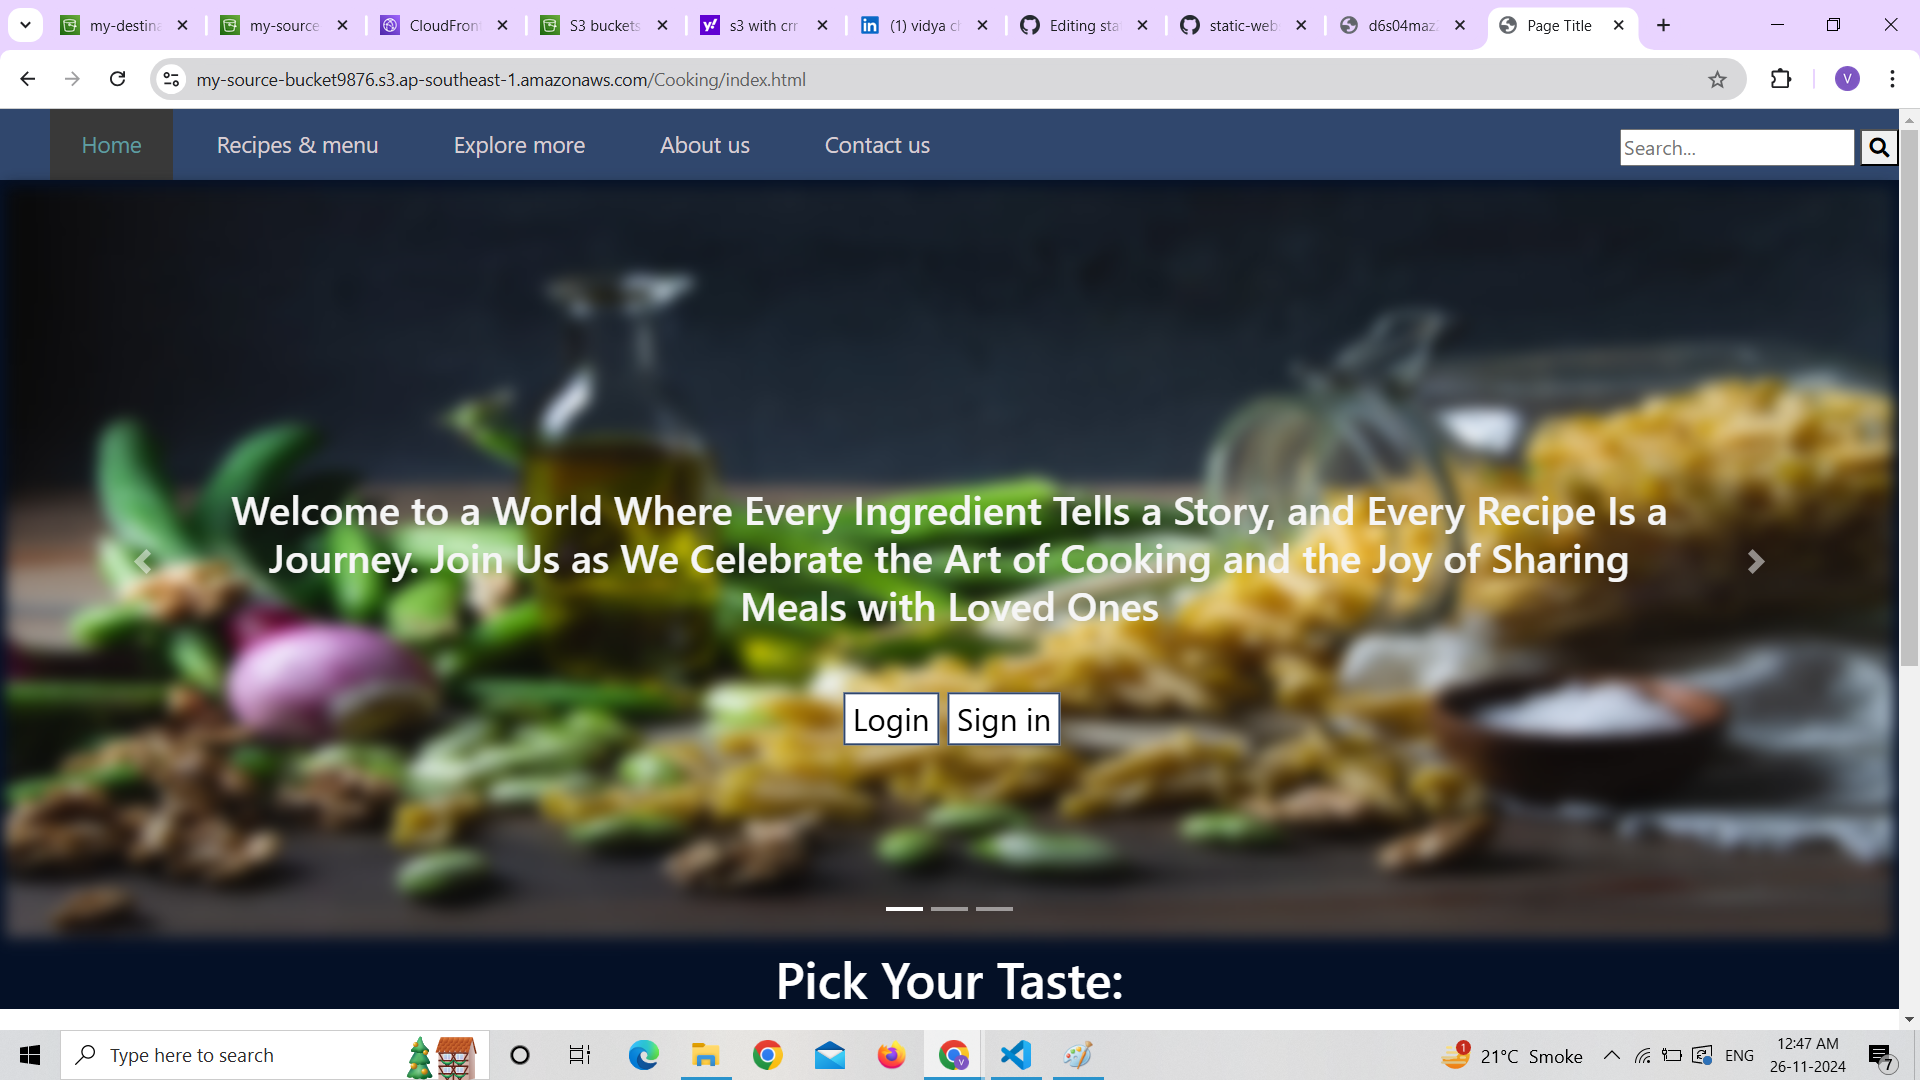 my-destina
my-source
CloudFront
S3 buckets
s3 with crr
(1) vidya ch
Editing sta
static-web
d6s04maz
Page Title
my-source-bucket9876.s3.ap-southeast-1.amazonaws.com/Cooking/index.html
V
Home
Recipes & menu
Explore more
About us
Contact us
Search...
Welcome to a World Where Every Ingredient Tells a Story, and Every Recipe Is a
Journey. Join Us as We Celebrate the Art of Cooking and the Joy of Sharing
Meals with Loved Ones
Login
Sign in
Pick Your Taste:
Type here to search
1
21°C Smoke
ENG
12:47 AM
26-11-2024
7